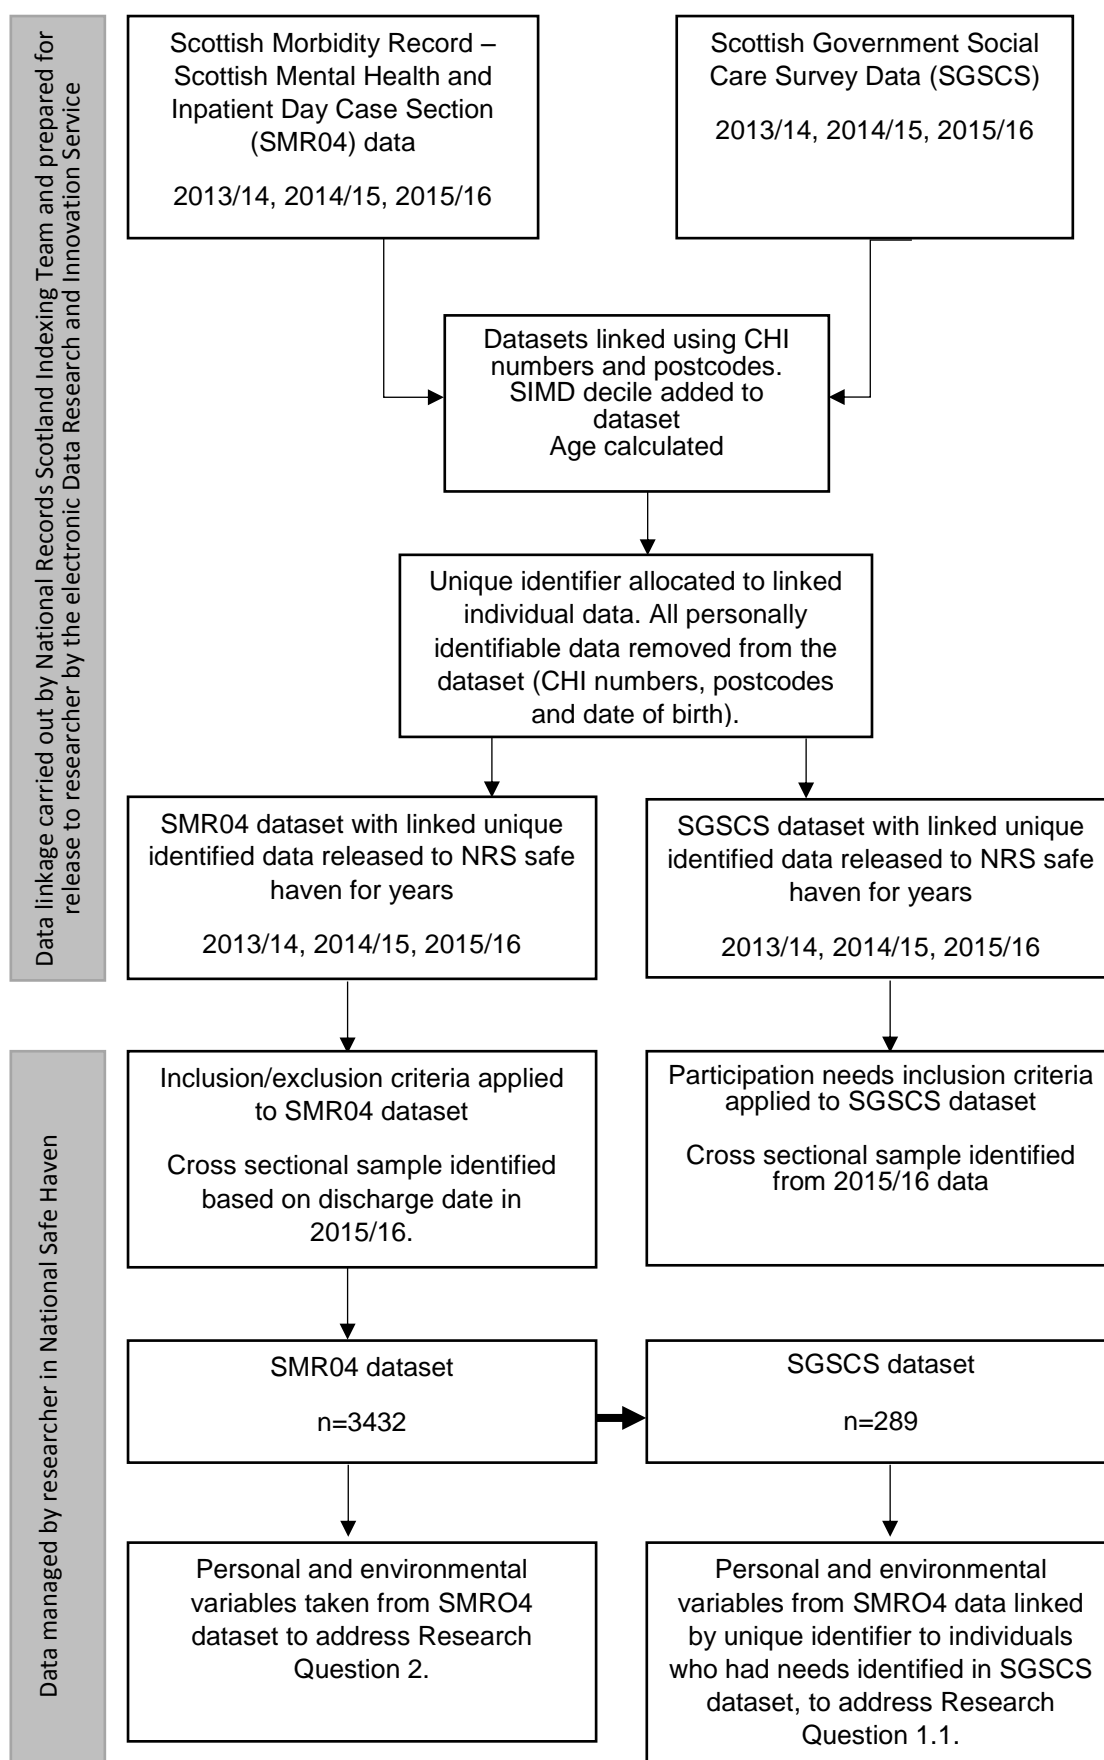 Data linkage carried out by National Records Scotland Indexing Team and prepared for
release to researcher by the electronic Data Research and Innovation Service
Scottish Morbidity Record –
Scottish Mental Health and
Inpatient Day Case Section
(SMR04) data
2013/14, 2014/15, 2015/16
Scottish Government Social
Care Survey Data (SGSCS)
2013/14, 2014/15, 2015/16
Datasets linked using CHI
numbers and postcodes.
SIMD decile added to
dataset
Age calculated
Unique identifier allocated to linked
individual data. All personally
identifiable data removed from the
dataset (CHI numbers, postcodes
and date of birth).
SMR04 dataset with linked unique
identified data released to NRS safe
haven for years
2013/14, 2014/15, 2015/16
SGSCS dataset with linked unique
identified data released to NRS safe
haven for years
2013/14, 2014/15, 2015/16
Data managed by researcher in National Safe Haven
Inclusion/exclusion criteria applied
to SMR04 dataset
Cross sectional sample identified
based on discharge date in
2015/16.
Participation needs inclusion criteria
applied to SGSCS dataset
Cross sectional sample identified
from 2015/16 data
SMR04 dataset
n=3432
SGSCS dataset
n=289
Personal and environmental
variables taken from SMRO4
dataset to address Research
Question 2.
Personal and environmental
variables from SMRO4 data linked
by unique identifier to individuals
who had needs identified in SGSCS
dataset, to address Research
Question 1.1.